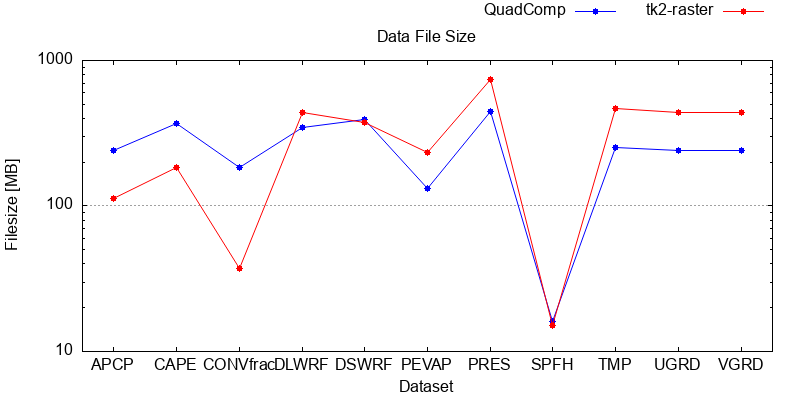 QuadComp tk2-raster
Data File Size
1000
100
10
Filesize [MB]
APCP CAPE CONVfrac DLWRF DSWRF PEVAP PRES SPFH TMP UGRD VGRD
Dataset